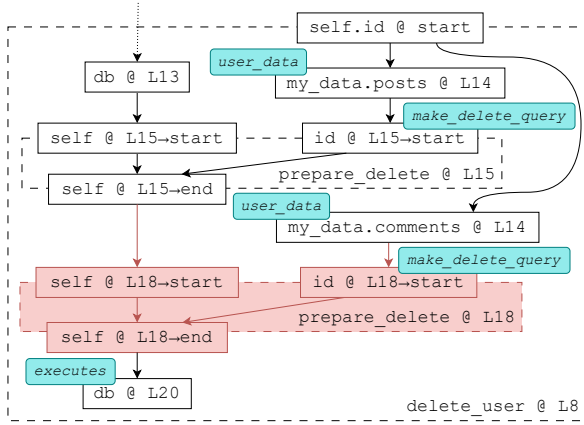 self.id @ start
user_data
db @ L13
my_data.posts @ L14
make_delete_query
self @ L15→start
id @ L15→start
prepare_delete @ L15
self @ L15→end
user_data
my_data.comments @ L14
make_delete_query
self @ L18→start
id @ L18→start
prepare_delete @ L18
self @ L18→end
executes
db @ L20
delete_user @ L8